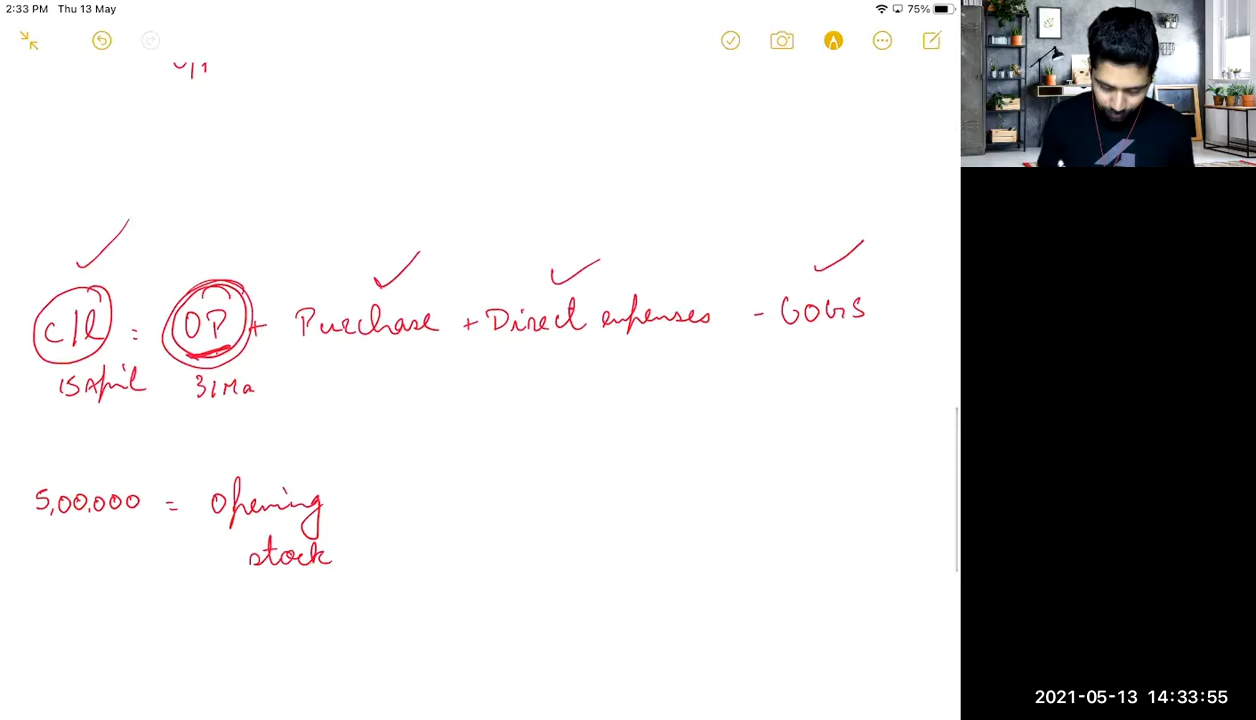 2:33 PM Thu 13 May 75%
C/l = OP + Purchase + Direct expenses - COGS
15 April 31 Ma
5,00,000 = Opening
stock
2021-05-13 14:33:55